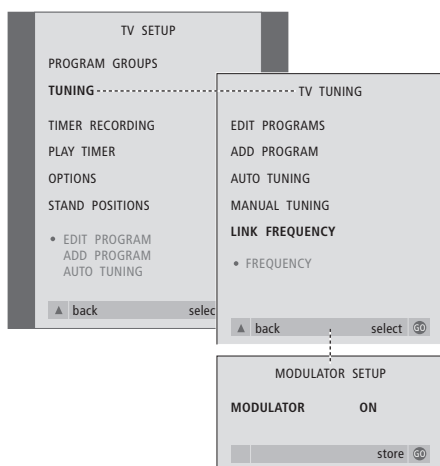 TV SETUP
PROGRAM GROUPS
TUNING
TIMER RECORDING
PLAY TIMER
OPTIONS
STAND POSITIONS
• EDIT PROGRAM
ADD PROGRAM
AUTO TUNING
▲ back selec
TV TUNING
EDIT PROGRAMS
ADD PROGRAM
AUTO TUNING
MANUAL TUNING
LINK FREQUENCY
• FREQUENCY
▲ back select GO
MODULATOR SETUP
MODULATOR ON
store GO